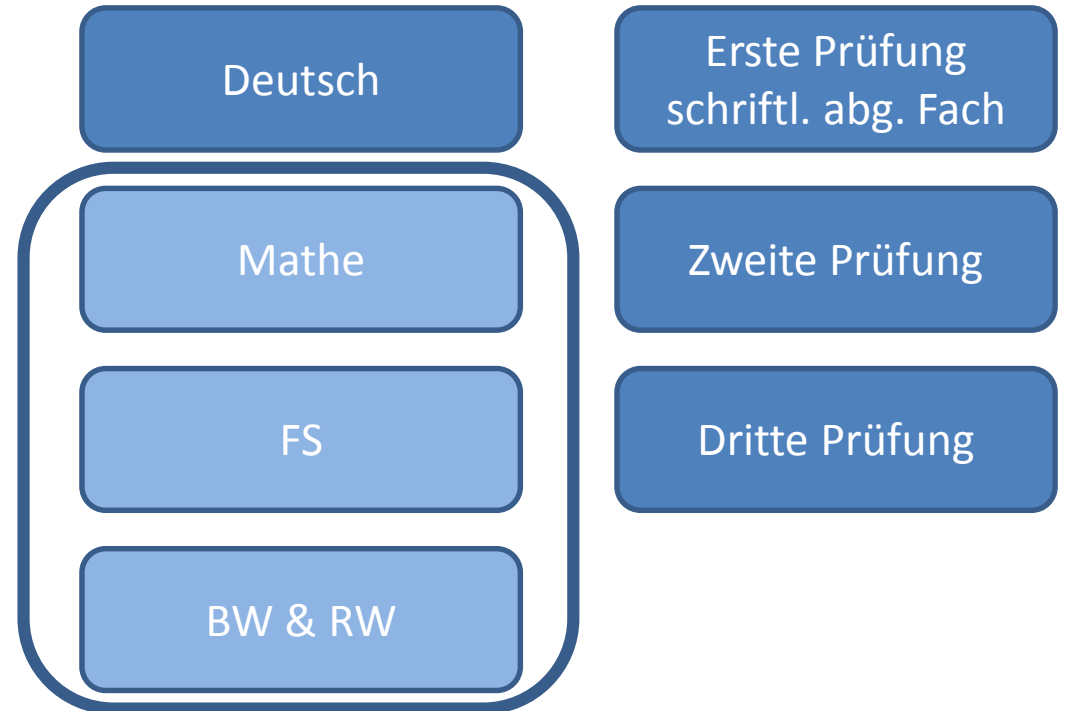 Deutsch
Mathe
FS
BW & RW
Erste Prüfung
schriftl. abg. Fach
Zweite Prüfung
Dritte Prüfung